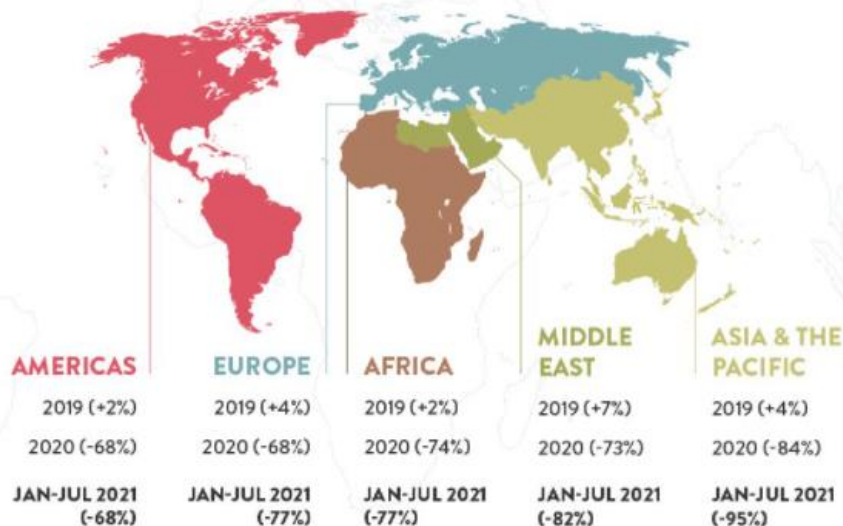 AMERICAS
2019 (+2%)
2020 (-68%)
JAN-JUL 2021
(-68%)
EUROPE
2019 (+4%)
2020 (-68%)
JAN-JUL 2021
(-77%)
AFRICA
2019 (+2%)
2020 (-74%)
JAN-JUL 2021
(-77%)
MIDDLE
EAST
2019 (+7%)
2020 (-73%)
JAN-JUL 2021
(-82%)
ASIA & THE
PACIFIC
2019 (+4%)
2020 (-84%)
JAN-JUL 2021
(-95%)